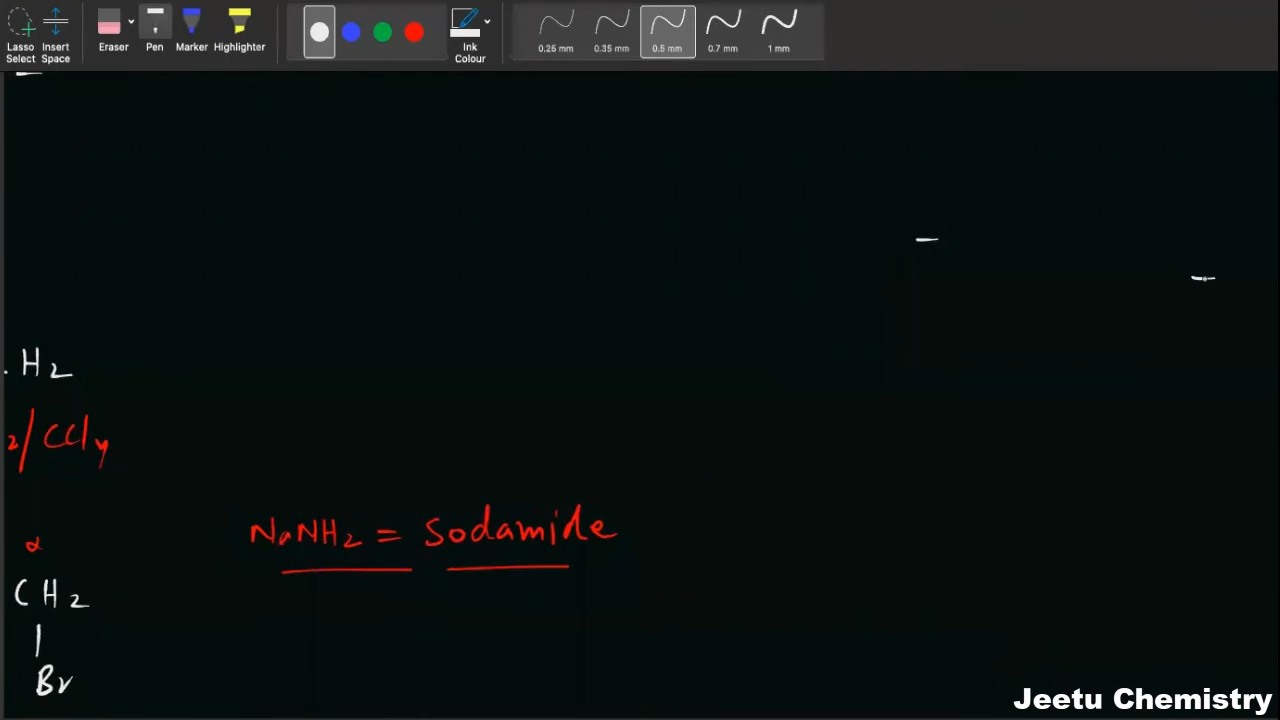 Lasso Select
Insert Space
Eraser
Pen
Marker
Highlighter
Ink Colour
0.25 mm
0.35 mm
0.5 mm
0.7 mm
1 mm
H2
2/CCl4
NaNH2 = Sodamide
α
CH2
|
Br
Jeetu Chemistry